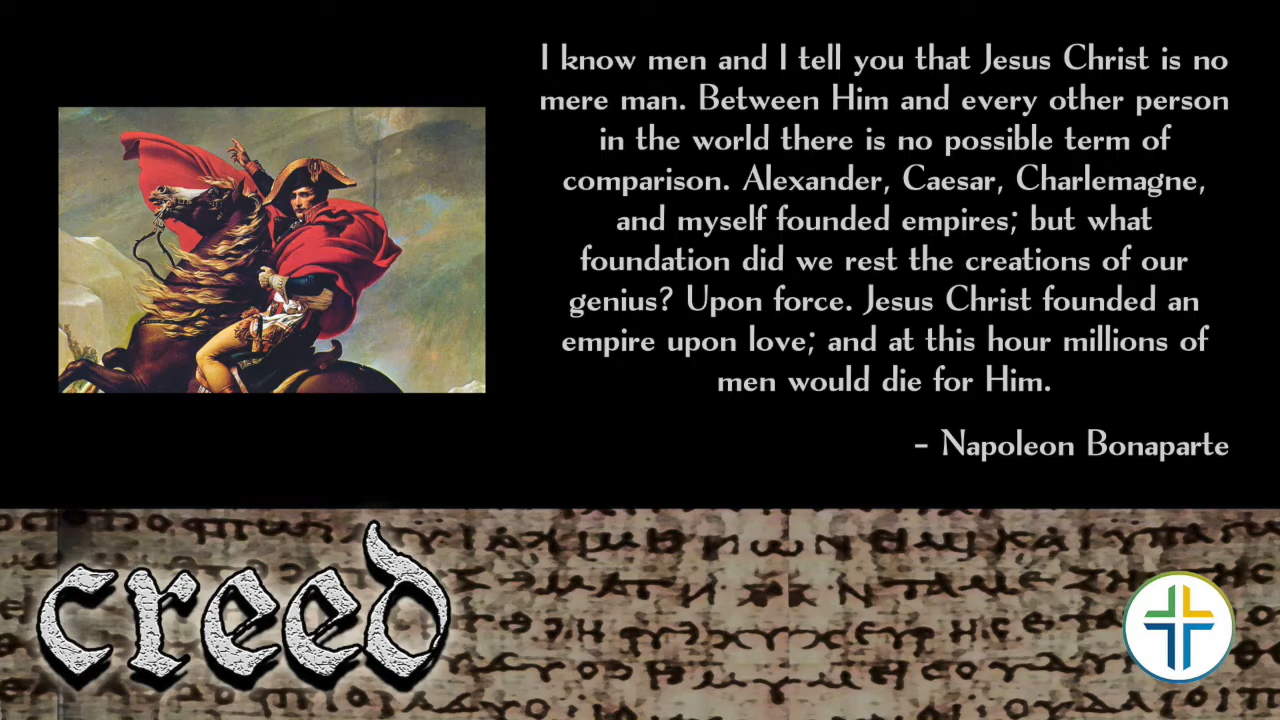 I know men and I tell you that Jesus Christ is no
mere man. Between Him and every other person
in the world there is no possible term of
comparison. Alexander, Caesar, Charlemagne,
and myself founded empires; but what
foundation did we rest the creations of our
genius? Upon force. Jesus Christ founded an
empire upon love; and at this hour millions of
men would die for Him.
– Napoleon Bonaparte
creed